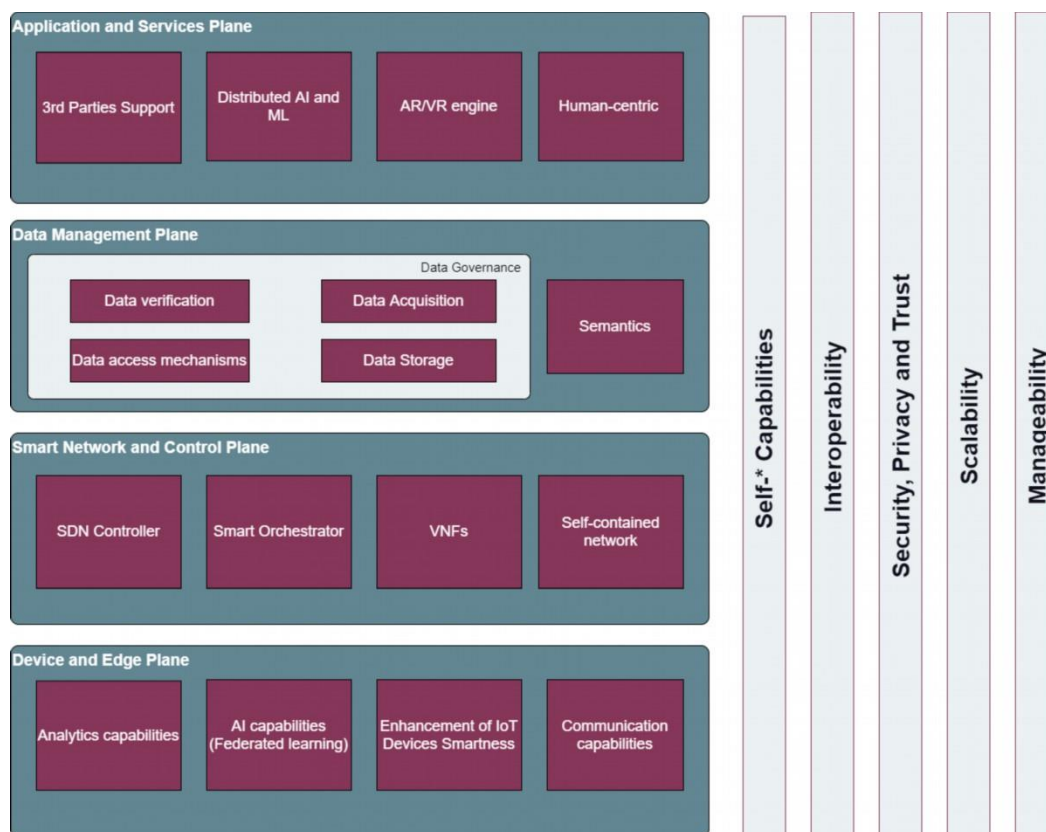 Application and Services Plane
3rd Parties Support
Distributed AI and
ML
AR/VR engine
Human-centric
Data Management Plane
Data Governance
Data verification
Data Acquisition
Data access mechanisms
Data Storage
Semantics
Smart Network and Control Plane
SDN Controller
Smart Orchestrator
VNFs
Self-contained
network
Device and Edge Plane
Analytics capabilities
AI capabilities
(Federated learning)
Enhancement of IoT
Devices Smartness
Communication
capabilities
Self-* Capabilities
Interoperability
Security, Privacy and Trust
Scalability
Manageability